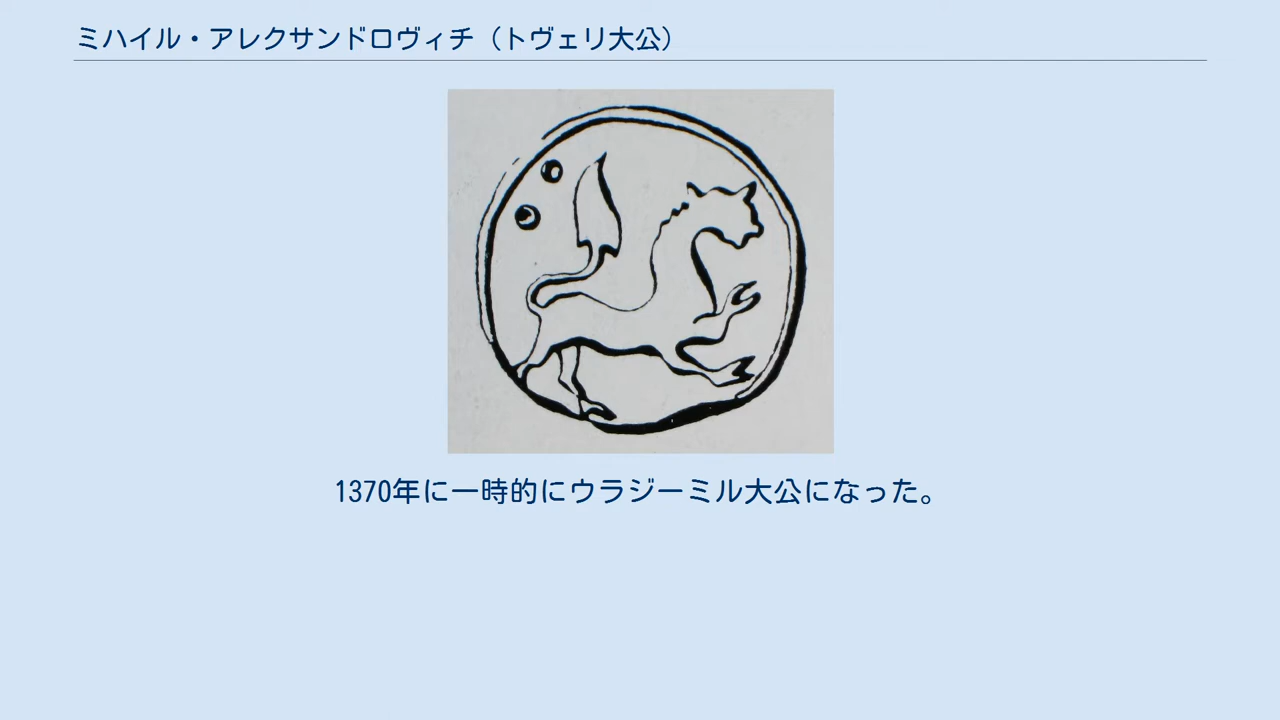 ミハイル・アレクサンドロヴィチ（トヴェリ大公）
1370年に一時的にウラジーミル大公になった。